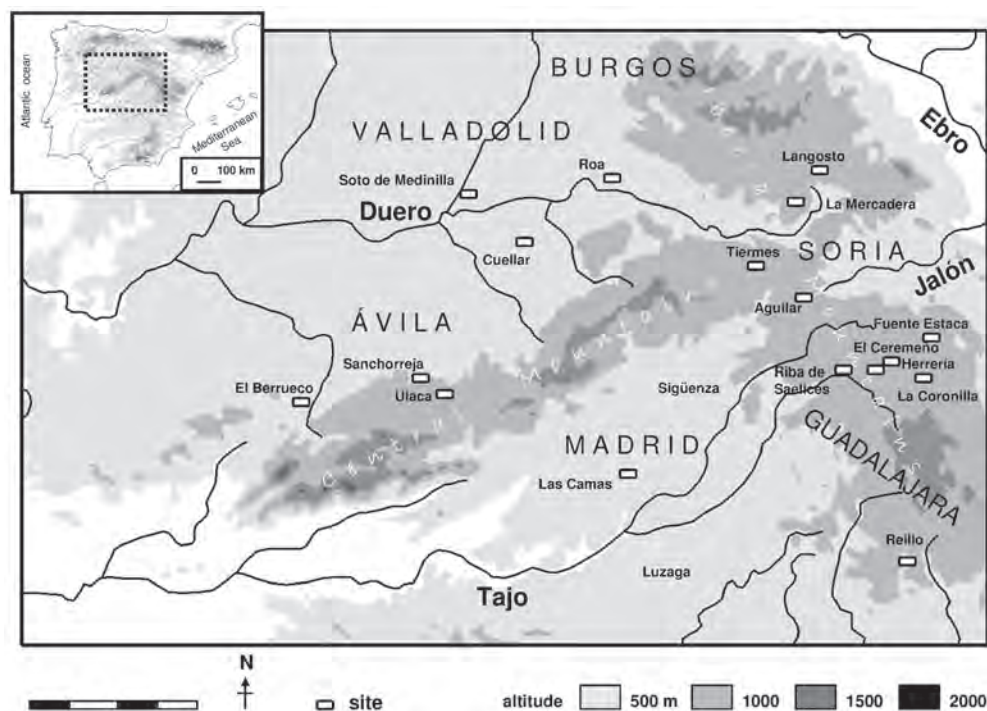 Atlantic ocean
Mediterranean
Sea
0 100 km
BURGOS
Ebro
VALLADOLID
Langosto
Roa
Soto de Medinilla
La Mercadera
Duero
Tiermes
SORIA
Cuellar
Jalón
Aguilar
ÁVILA
Fuente Estaca
El Ceremeño
Sanchorreja
Riba de
Saelices
Herrería
El Berrueco
Ulaca
Sigüenza
La Coronilla
Central Mountains
MADRID
GUADALAJARA
Las Camas
Reillo
Luzaga
Tajo
N
site
altitude
500 m
1000
1500
2000